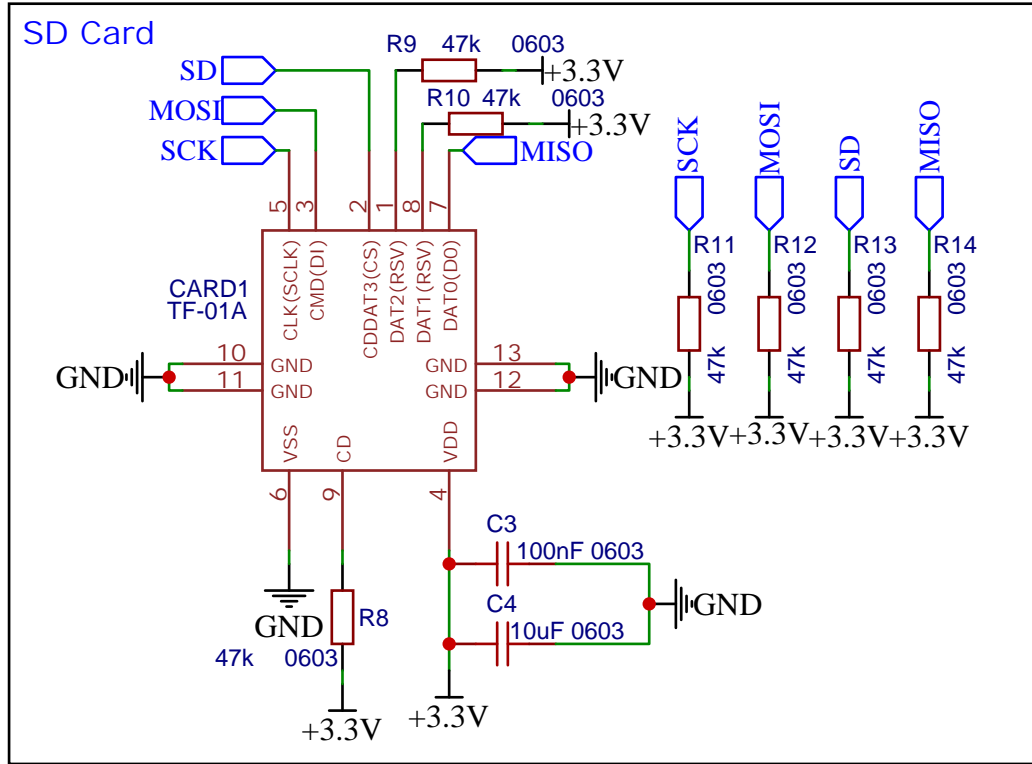 SD Card
R9 47k 0603
SD
+3.3V
R10 47k 0603
MOSI
+3.3V
SCK
MISO
SCK
MOSI
SD
MISO
5
3
2
1
8
7
CLK(SCLK)
CMD(DI)
CDDAT3(CS)
DAT2(RSV)
DAT1(RSV)
DAT0(D0)
CARD1
TF-01A
R11
0603
47k
R12
0603
47k
R13
0603
47k
R14
0603
47k
+3.3V
+3.3V
+3.3V
+3.3V
GND
10
GND
11
GND
13
GND
12
GND
GND
VSS
CD
VDD
6
9
4
C3
100nF 0603
C4
10uF 0603
GND
GND
R8
47k 0603
+3.3V
+3.3V